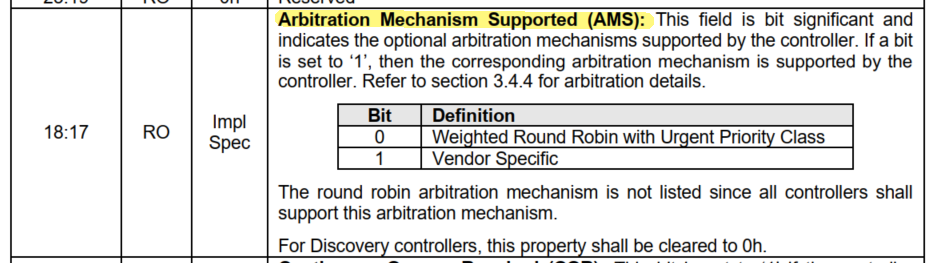 Reserved
Arbitration Mechanism Supported (AMS): This field is bit significant and
indicates the optional arbitration mechanisms supported by the controller. If a bit
is set to ‘1’, then the corresponding arbitration mechanism is supported by the
controller. Refer to section 3.4.4 for arbitration details.
18:17 RO Impl Spec
Bit Definition
0 Weighted Round Robin with Urgent Priority Class
1 Vendor Specific
The round robin arbitration mechanism is not listed since all controllers shall
support this arbitration mechanism.
For Discovery controllers, this property shall be cleared to 0h.